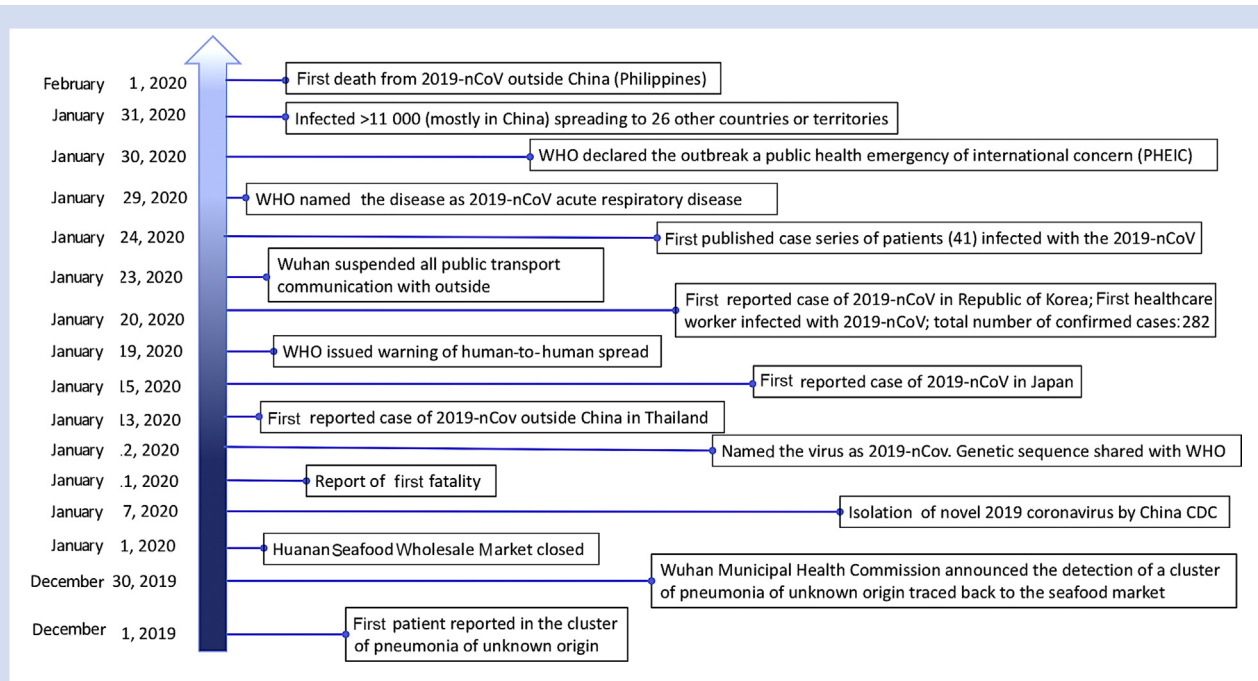 February 1, 2020
First death from 2019-nCoV outside China (Philippines)
January 31, 2020
Infected >11 000 (mostly in China) spreading to 26 other countries or territories
January 30, 2020
WHO declared the outbreak a public health emergency of international concern (PHEIC)
January 29, 2020
WHO named the disease as 2019-nCoV acute respiratory disease
January 24, 2020
First published case series of patients (41) infected with the 2019-nCoV
January 23, 2020
Wuhan suspended all public transport
communication with outside
January 20, 2020
First reported case of 2019-nCoV in Republic of Korea; First healthcare
worker infected with 2019-nCoV; total number of confirmed cases:282
January 19, 2020
WHO issued warning of human-to-human spread
January 15, 2020
First reported case of 2019-nCoV in Japan
January 13, 2020
First reported case of 2019-nCov outside China in Thailand
January .2, 2020
Named the virus as 2019-nCov. Genetic sequence shared with WHO
January .1, 2020
Report of first fatality
January 7, 2020
Isolation of novel 2019 coronavirus by China CDC
January 1, 2020
Huanan Seafood Wholesale Market closed
December 30, 2019
Wuhan Municipal Health Commission announced the detection of a cluster
of pneumonia of unknown origin traced back to the seafood market
December 1, 2019
First patient reported in the cluster
of pneumonia of unknown origin